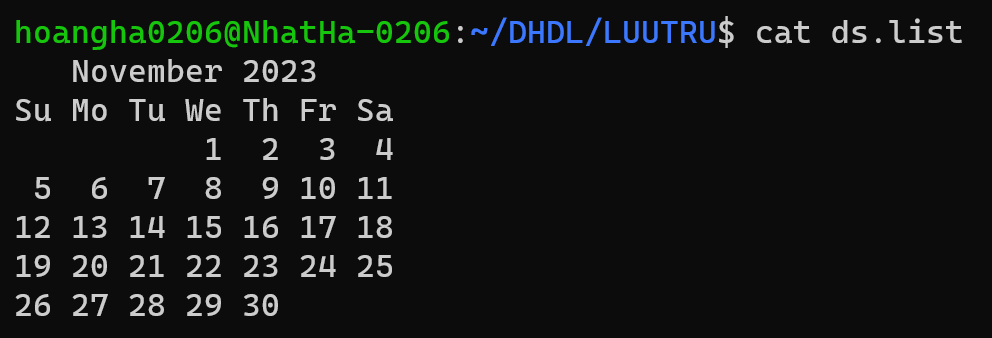 hoangha0206@NhatHa-0206:~/DHDL/LUUTRU$ cat ds.list
   November 2023
Su Mo Tu We Th Fr Sa
          1  2  3  4
 5  6  7  8  9 10 11
12 13 14 15 16 17 18
19 20 21 22 23 24 25
26 27 28 29 30